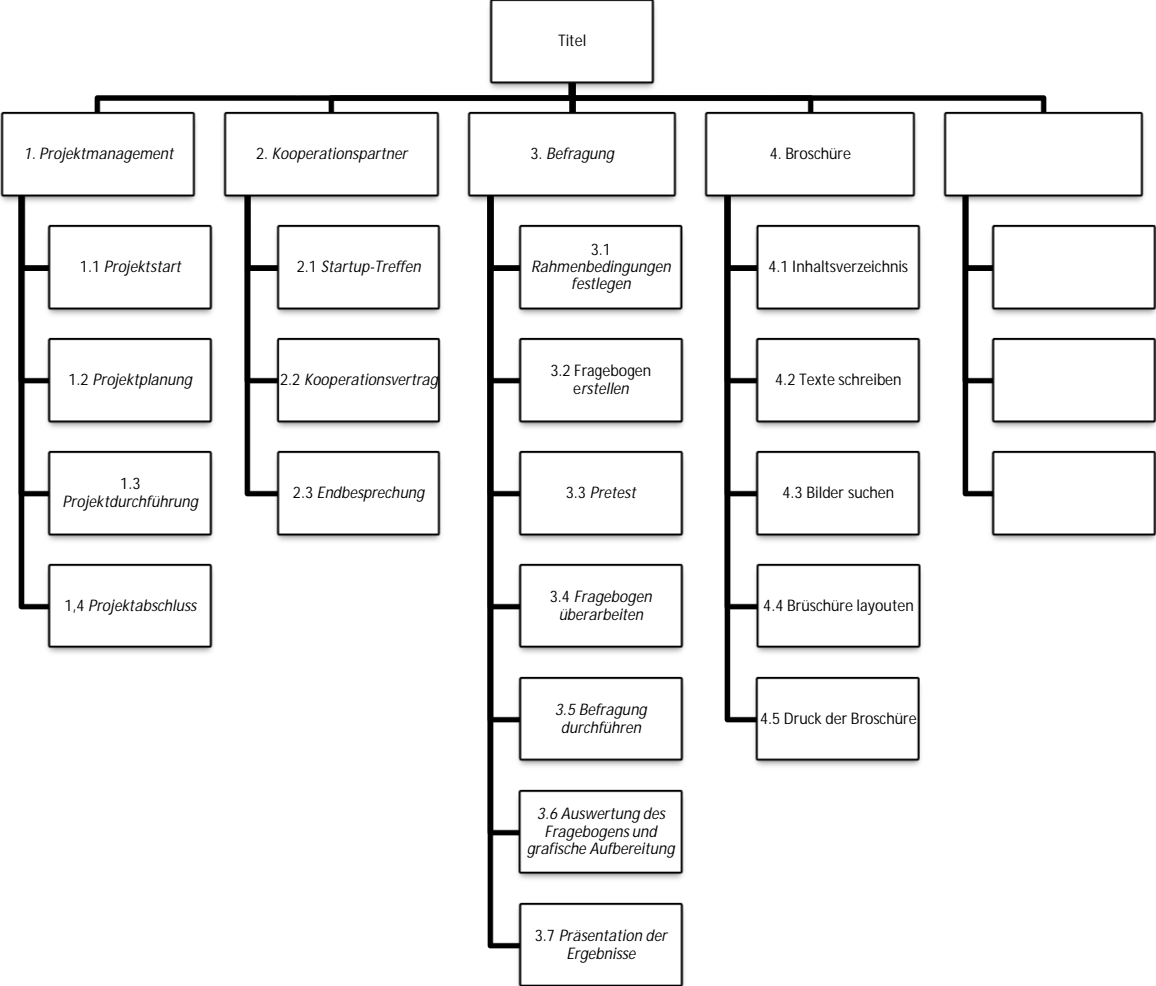 Titel
1. Projektmanagement
2. Kooperationspartner
3. Befragung
4. Broschüre
1.1 Projektstart
1.2 Projektplanung
1.3
Projektdurchführung
1,4 Projektabschluss
2.1 Startup-Treffen
2.2 Kooperationsvertrag
2.3 Endbesprechung
3.1
Rahmenbedingungen
festlegen
3.2 Fragebogen
erstellen
3.3 Pretest
3.4 Fragebogen
überarbeiten
3.5 Befragung
durchführen
3.6 Auswertung des
Fragebogens und
grafische Aufbereitung
3.7 Präsentation der
Ergebnisse
4.1 Inhaltsverzeichnis
4.2 Texte schreiben
4.3 Bilder suchen
4.4 Brüschüre layouten
4.5 Druck der Broschüre